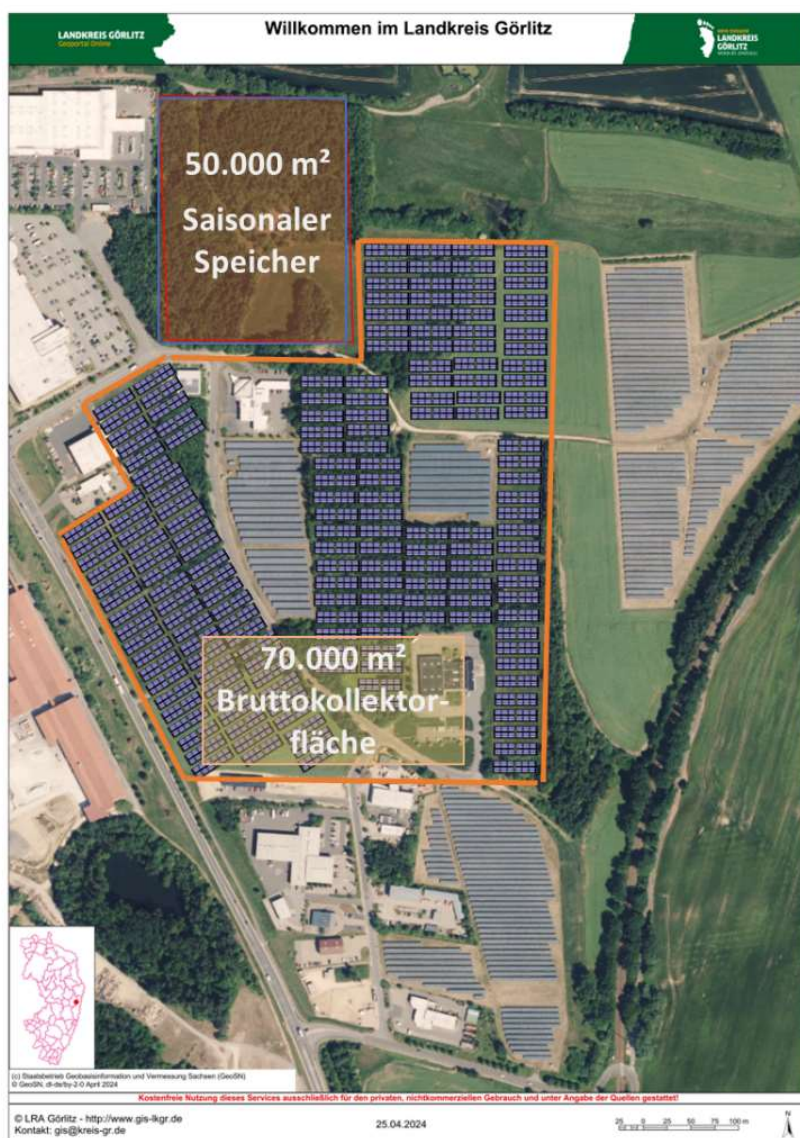 LANDKREIS GÖRLITZ
Geoportal Online
Willkommen im Landkreis Görlitz
LANDKREIS
GÖRLITZ
50.000 m²
Saisonaler
Speicher
70.000 m²
Bruttokollektor-
fläche
(c) Staatsbetrieb Geobasisinformation und Vermessung Sachsen (GeoSN)
© GeoSN, dl-de/by-2-0 April 2024
Kostenfreie Nutzung dieses Services ausschließlich für den privaten, nichtkommerziellen Gebrauch und unter Angabe der Quellen gestattet!
© LRA Görlitz - http://www.gis-lkgr.de
Kontakt: gis@kreis-gr.de
25.04.2024
25 0 25 50 75 100 m
N